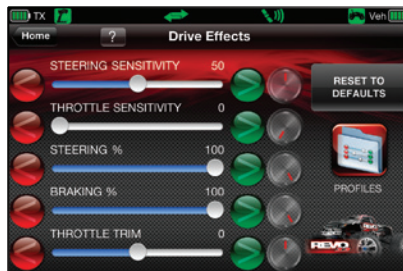 TX Veh
Home ? Drive Effects
STEERING SENSITIVITY 50
THROTTLE SENSITIVITY 0
STEERING % 100
BRAKING % 100
THROTTLE TRIM 0
RESET TO
DEFAULTS
PROFILES
REVO